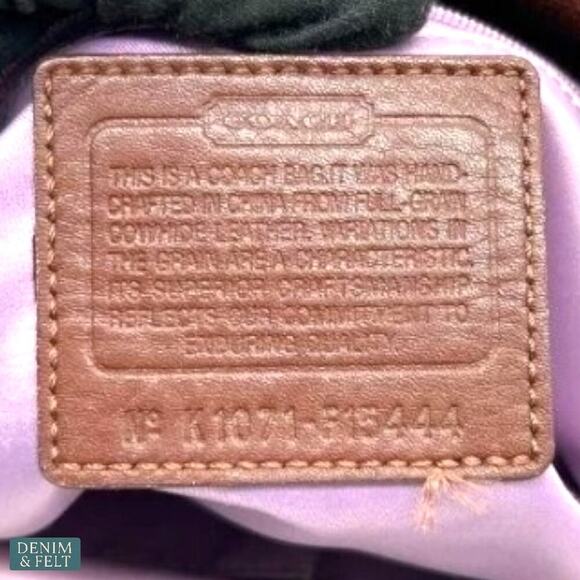 COACH
THIS IS A COACH BAG.IT WAS HAND-
CRAFTED IN CHINA FROM FULL-GRAIN
COWHIDE LEATHER. VARIATIONS IN
THE GRAIN ARE A CHARACTERISTIC.
ITS SUPERIOR CRAFTSMANSHIP
REFLECTS OUR COMMITMENT TO
ENDURING QUALITY.
Nº K1071-F15444
DENIM
& FELT